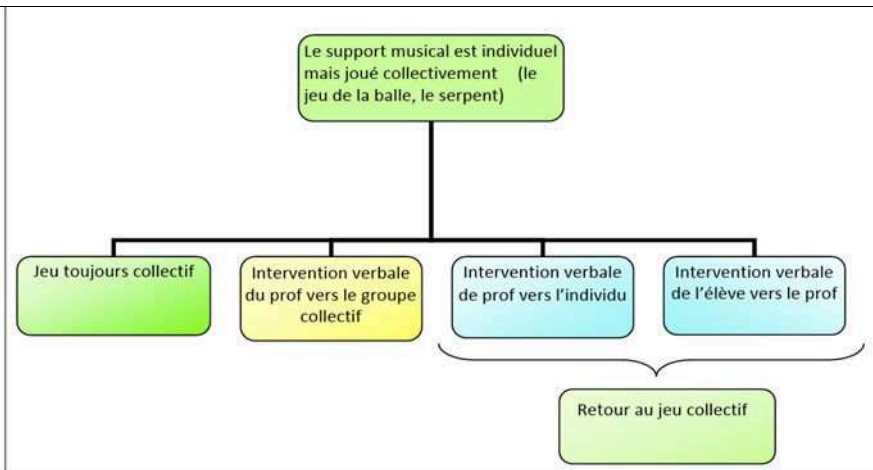 Le support musical est individuel
mais joué collectivement (le
jeu de la balle, le serpent)
Jeu toujours collectif
Intervention verbale
du prof vers le groupe
collectif
Intervention verbale
de prof vers l'individu
Intervention verbale
de l'élève vers le prof
Retour au jeu collectif